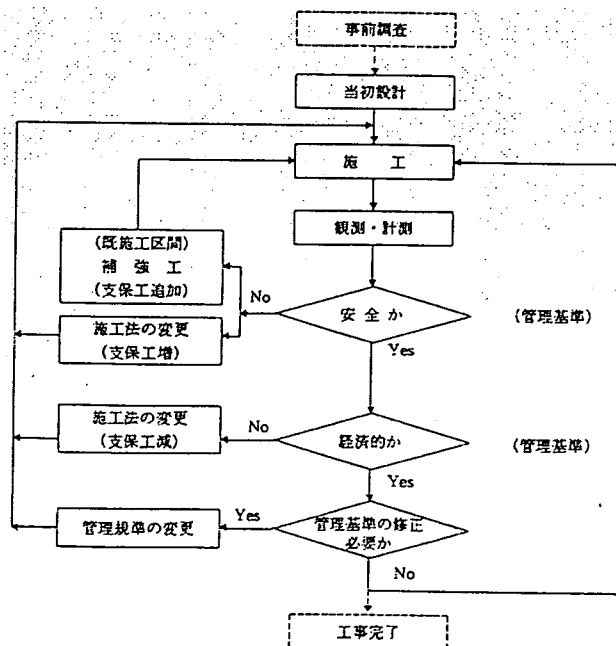 事前調査
当初設計
施 工
観測・計測
(既施工区間)
補 強 工
(支保工追加)
No
安全か
(管理基準)
施工法の変更
(支保工増)
Yes
施工法の変更
(支保工減)
No
経済的か
(管理基準)
Yes
管理規準の変更
Yes
管理基準の修正
必要か
No
工事完了